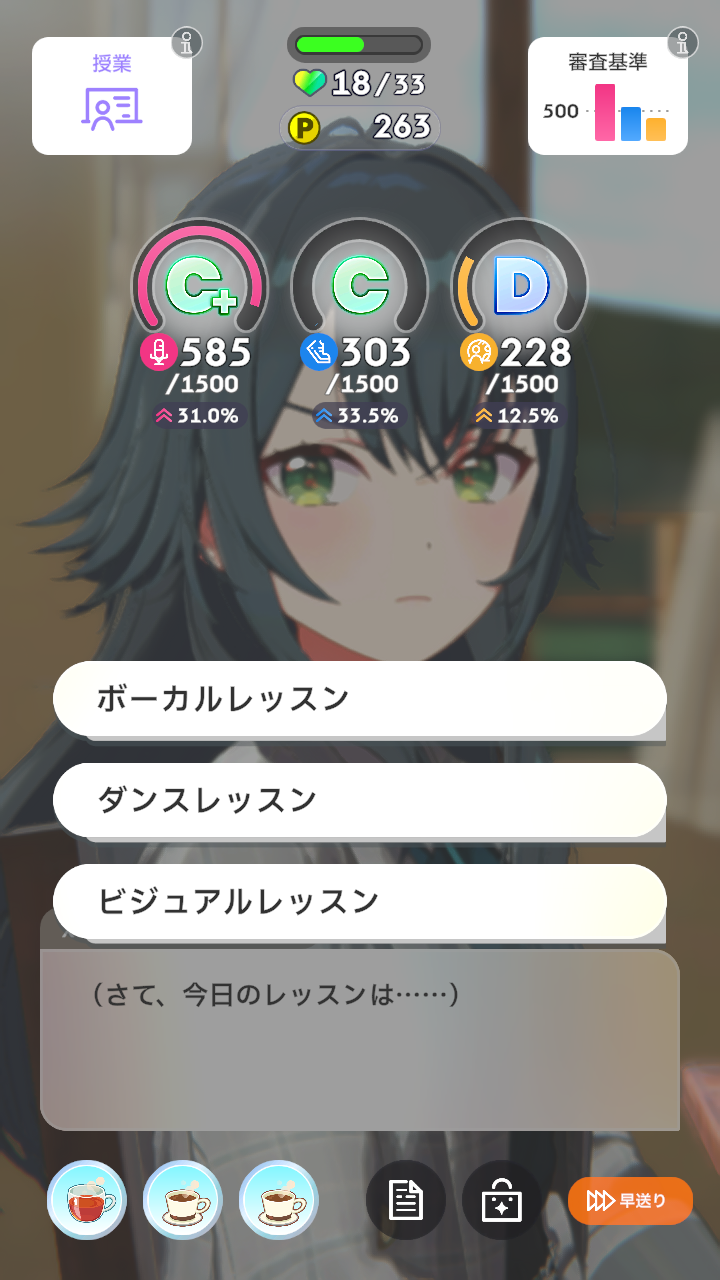 授業
18/33
P 263
審査基準
500
C+
C
D
585
/1500
31.0%
303
/1500
33.5%
228
/1500
12.5%
ボーカルレッスン
ダンスレッスン
ビジュアルレッスン
（さて、今日のレッスンは……）
早送り